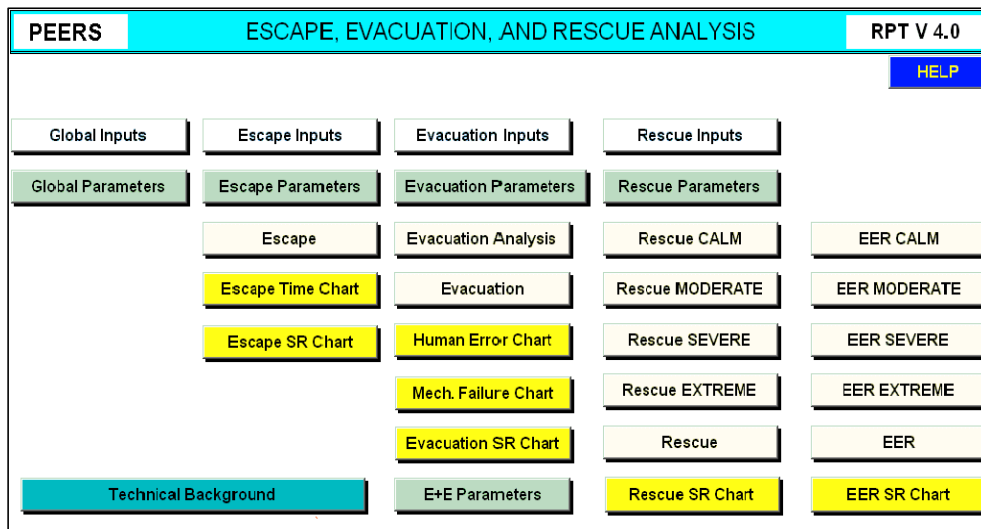 PEERS ESCAPE, EVACUATION, AND RESCUE ANALYSIS RPT V 4.0
HELP
Global Inputs Escape Inputs Evacuation Inputs Rescue Inputs
Global Parameters Escape Parameters Evacuation Parameters Rescue Parameters
Escape Evacuation Analysis Rescue CALM EER CALM
Escape Time Chart Evacuation Rescue MODERATE EER MODERATE
Escape SR Chart Human Error Chart Rescue SEVERE EER SEVERE
Mech. Failure Chart Rescue EXTREME EER EXTREME
Evacuation SR Chart Rescue EER
Technical Background E+E Parameters Rescue SR Chart EER SR Chart